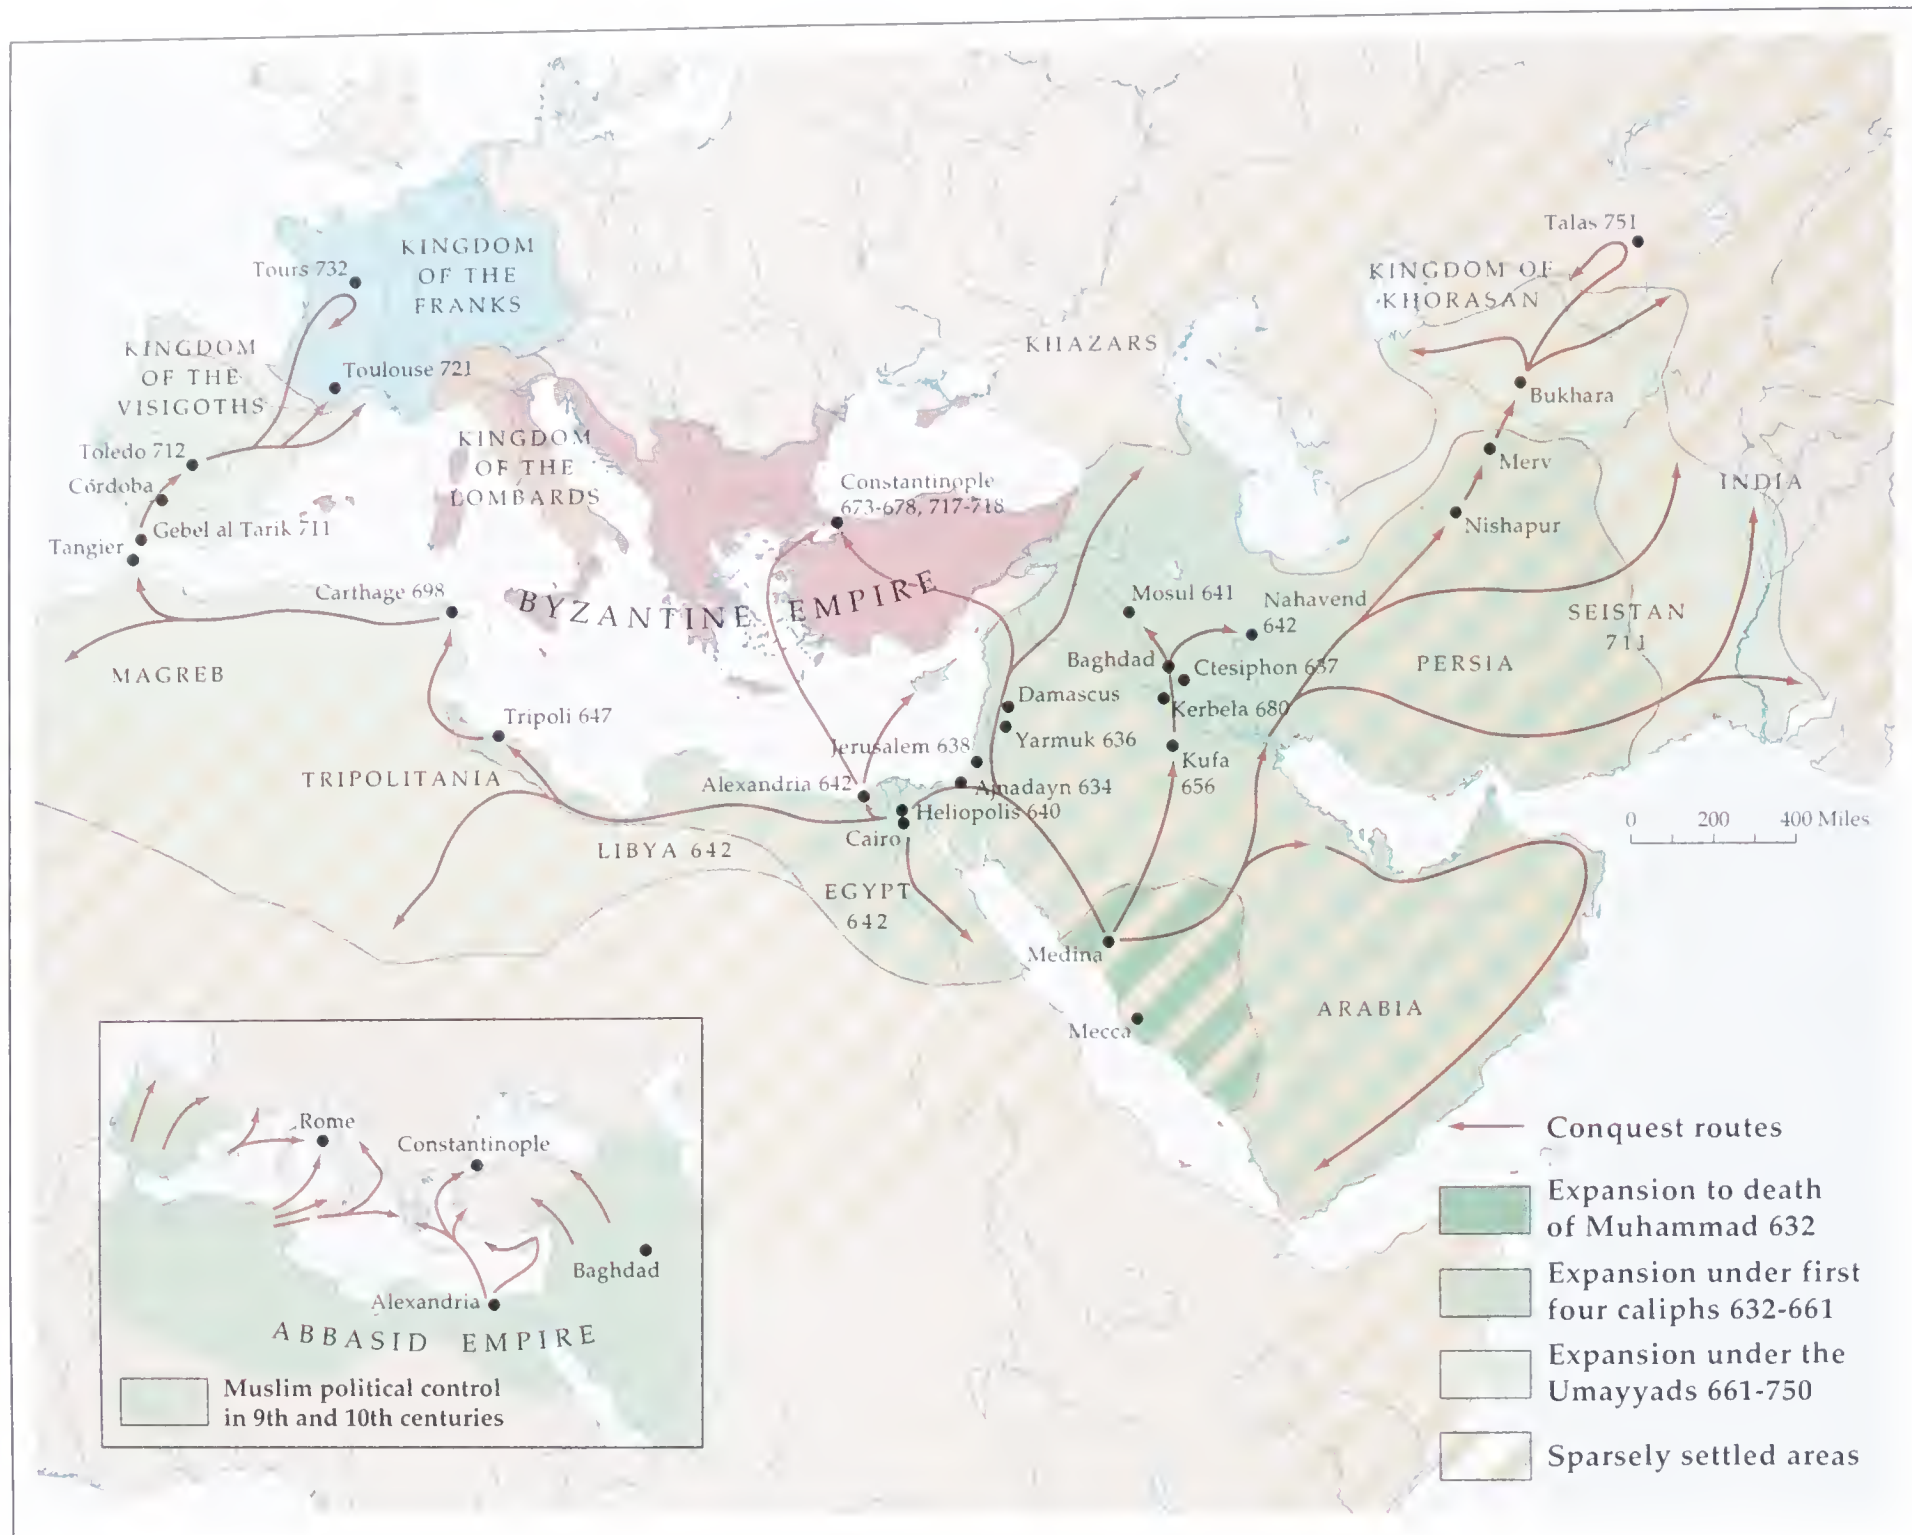 Talas 751
KINGDOM OF
KHORASAN
KINGDOM
OF THE
FRANKS
Tours 732
KHAZARS
KINGDOM
OF THE
VISIGOTHS
Toulouse 721
Bukhara
KINGDOM
OF THE
LOMBARDS
Toledo 712
Merv
INDIA
Córdoba
Constantinople
673-678, 717-718
Nishapur
Gebel al Tarik 711
Tangier
Carthage 698
BYZANTINE EMPIRE
Mosul 641
Nahavend
642
SEISTAN
711
MAGREB
Baghdad
Ctesiphon 637
PERSIA
Damascus
Kerbela 680
Tripoli 647
Yarmuk 636
Jerusalem 638
Kufa
656
TRIPOLITANIA
Alexandria 642
Ajnadayn 634
Heliopolis 640
Cairo
0 200 400 Miles
LIBYA 642
EGYPT
642
Medina
ARABIA
Mecca
Rome
Constantinople
Baghdad
Alexandria
ABBASID EMPIRE
Muslim political control
in 9th and 10th centuries
Conquest routes
Expansion to death
of Muhammad 632
Expansion under first
four caliphs 632-661
Expansion under the
Umayyads 661-750
Sparsely settled areas